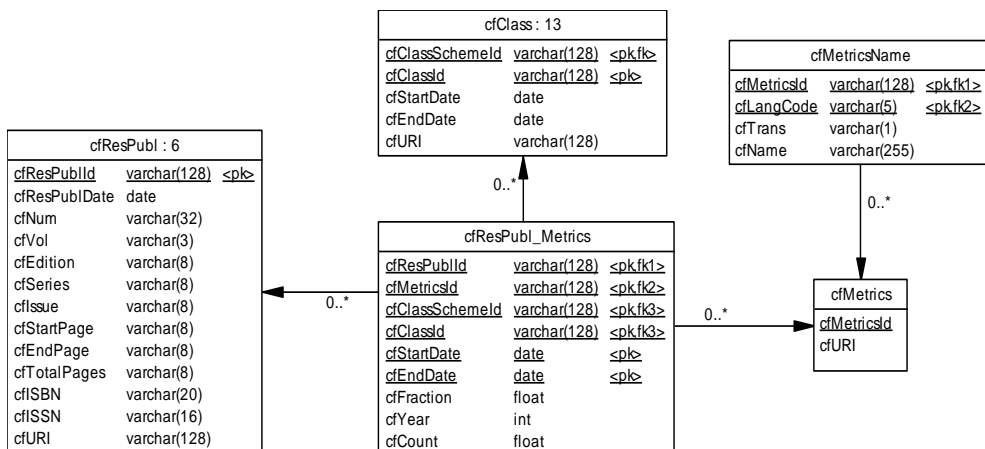 cfClass : 13
cfClassSchemeId varchar(128) <pk,fk>
cfClassId varchar(128) <pk>
cfStartDate date
cfEndDate date
cfURI varchar(128)
cfMetricsName
cfMetricsId varchar(128) <pk,fk1>
cfLangCode varchar(5) <pk,fk2>
cfTrans varchar(1)
cfName varchar(255)
cfResPubl : 6
cfResPublId varchar(128) <pk>
cfResPublDate date
cfNum varchar(32)
cfVol varchar(3)
cfEdition varchar(8)
cfSeries varchar(8)
cfIssue varchar(8)
cfStartPage varchar(8)
cfEndPage varchar(8)
cfTotalPages varchar(8)
cfISBN varchar(20)
cfISSN varchar(16)
cfURI varchar(128)
0..*
0..*
cfResPubl_Metrics
cfResPublId varchar(128) <pk,fk1>
cfMetricsId varchar(128) <pk,fk2>
cfClassSchemeId varchar(128) <pk,fk3>
cfClassId varchar(128) <pk,fk3>
cfStartDate date <pk>
cfEndDate date <pk>
cfFraction float
cfYear int
cfCount float
0..*
0..*
cfMetrics
cfMetricsId
cfURI